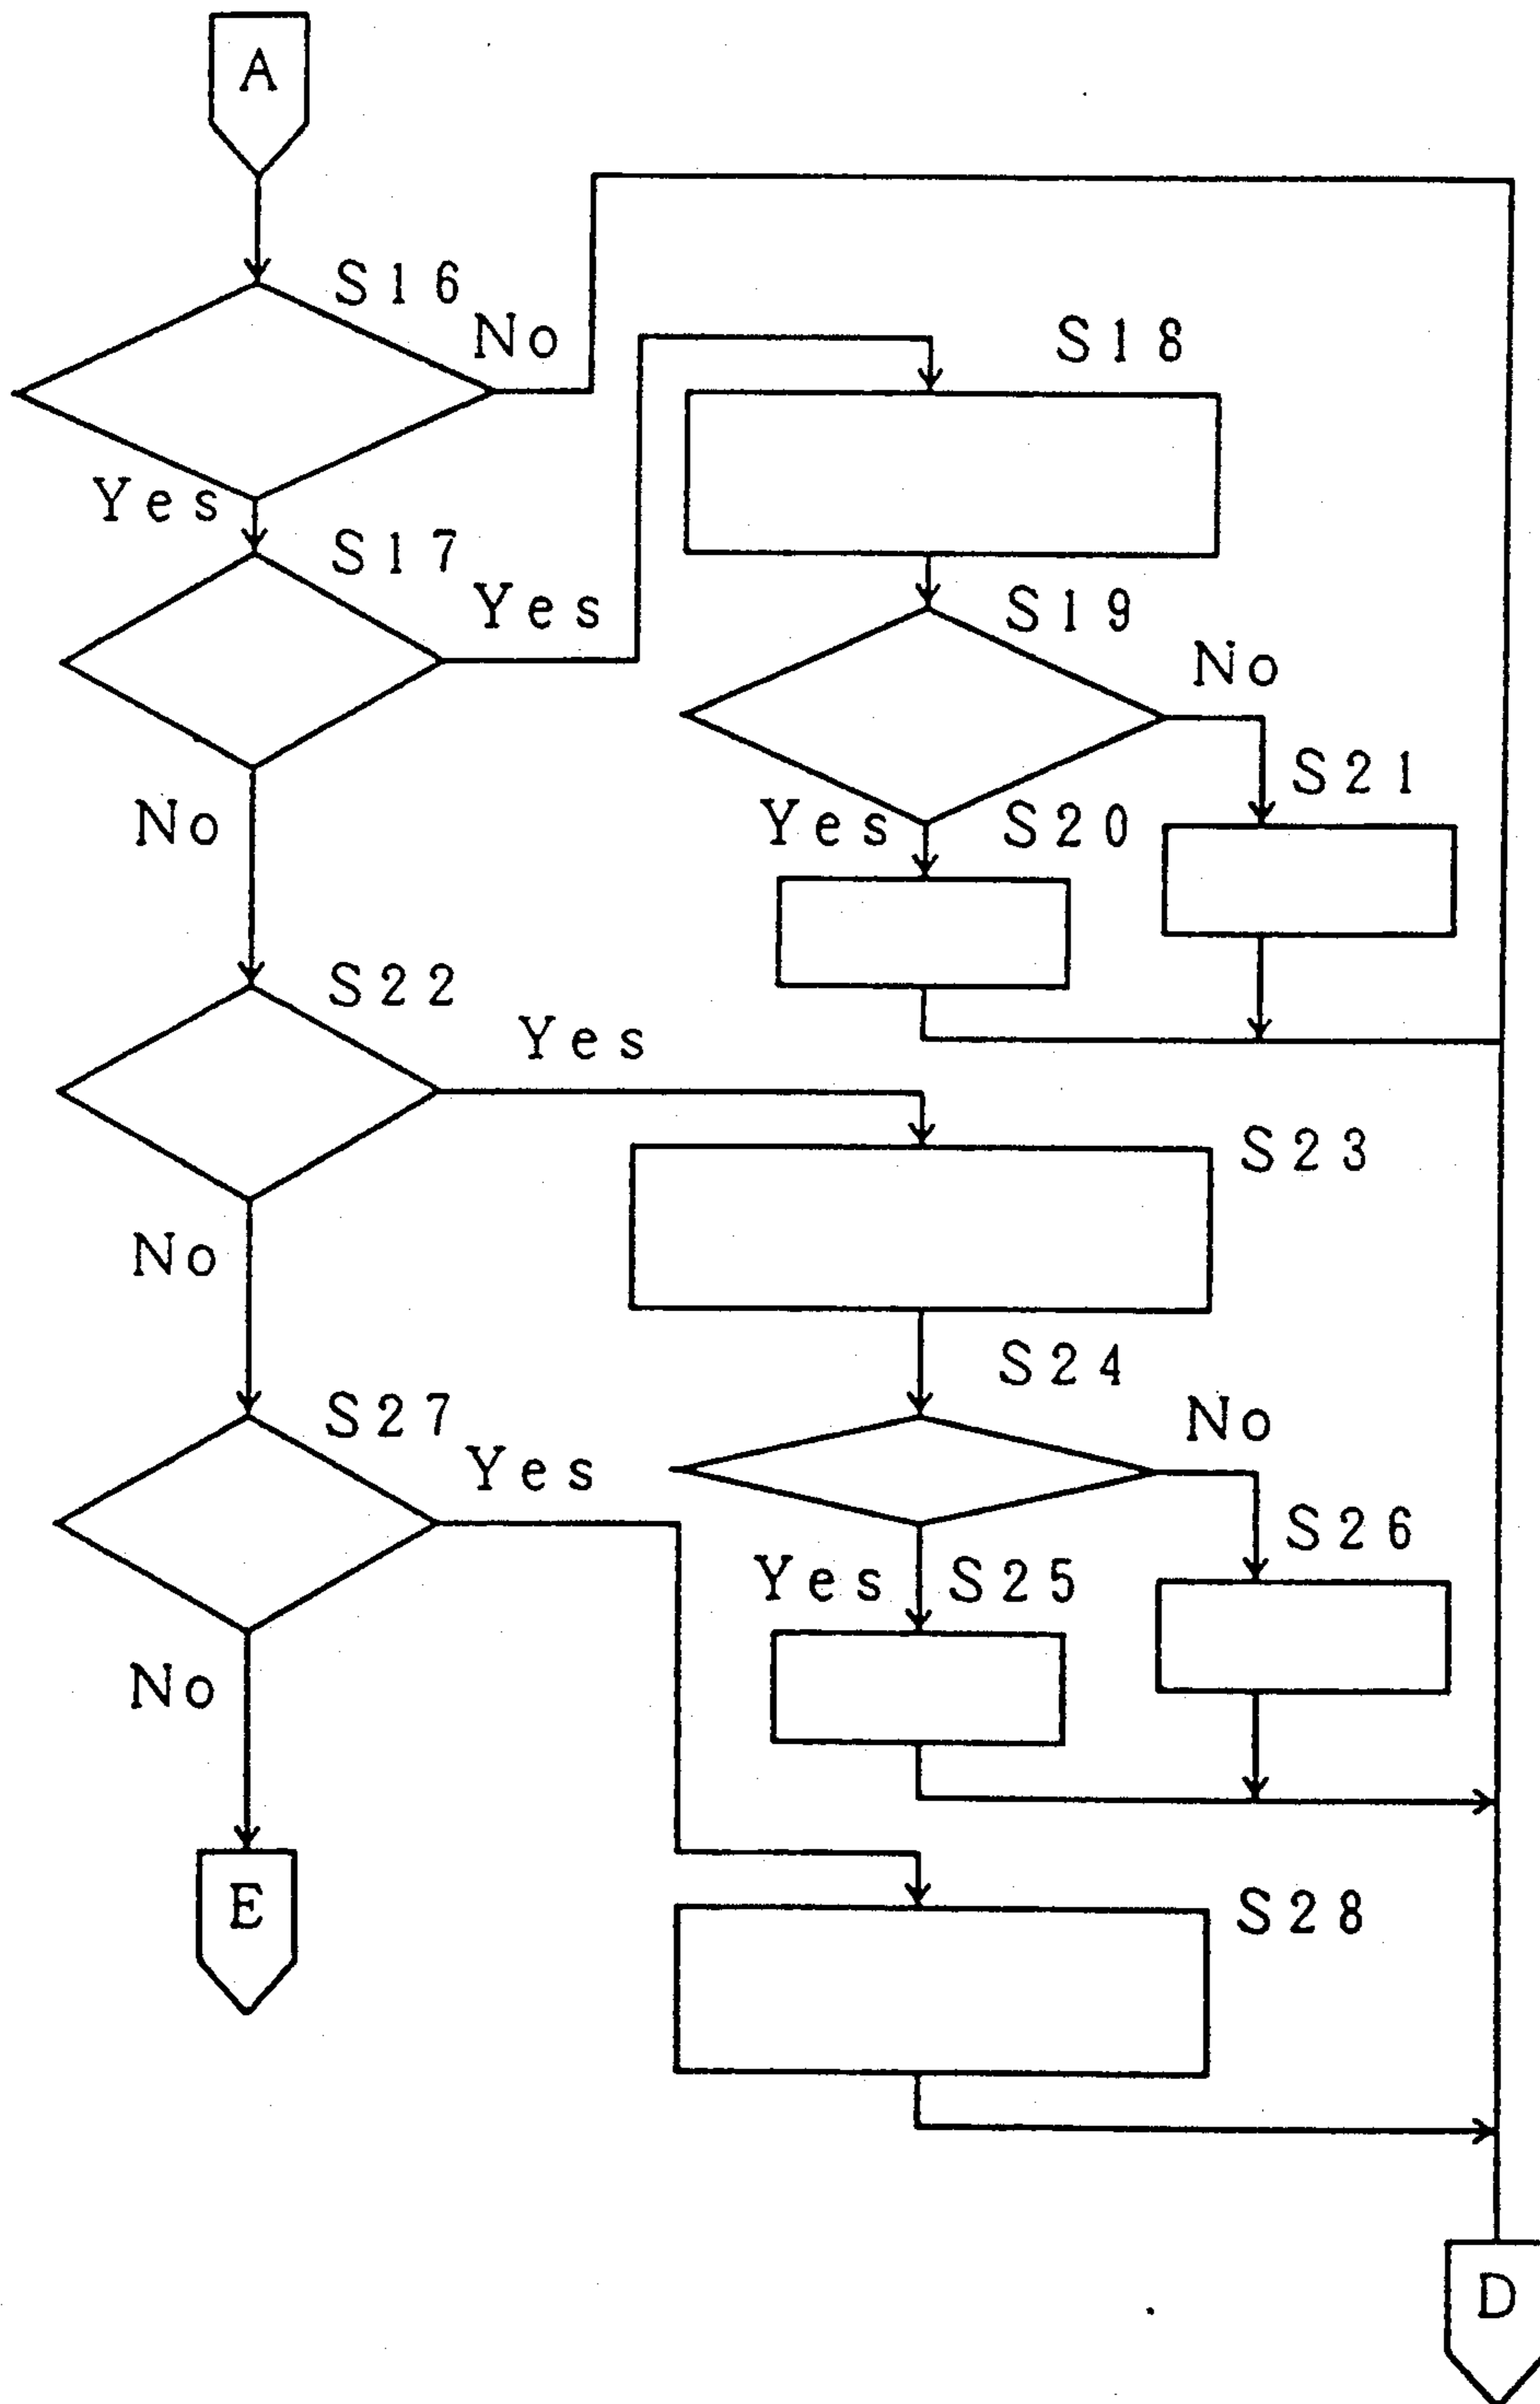 A
S16
No
Yes
S17
Yes
No
S18
S19
No
Yes
S20
S21
S22
Yes
No
S23
S24
No
Yes
S25
S26
S27
Yes
No
E
S28
D